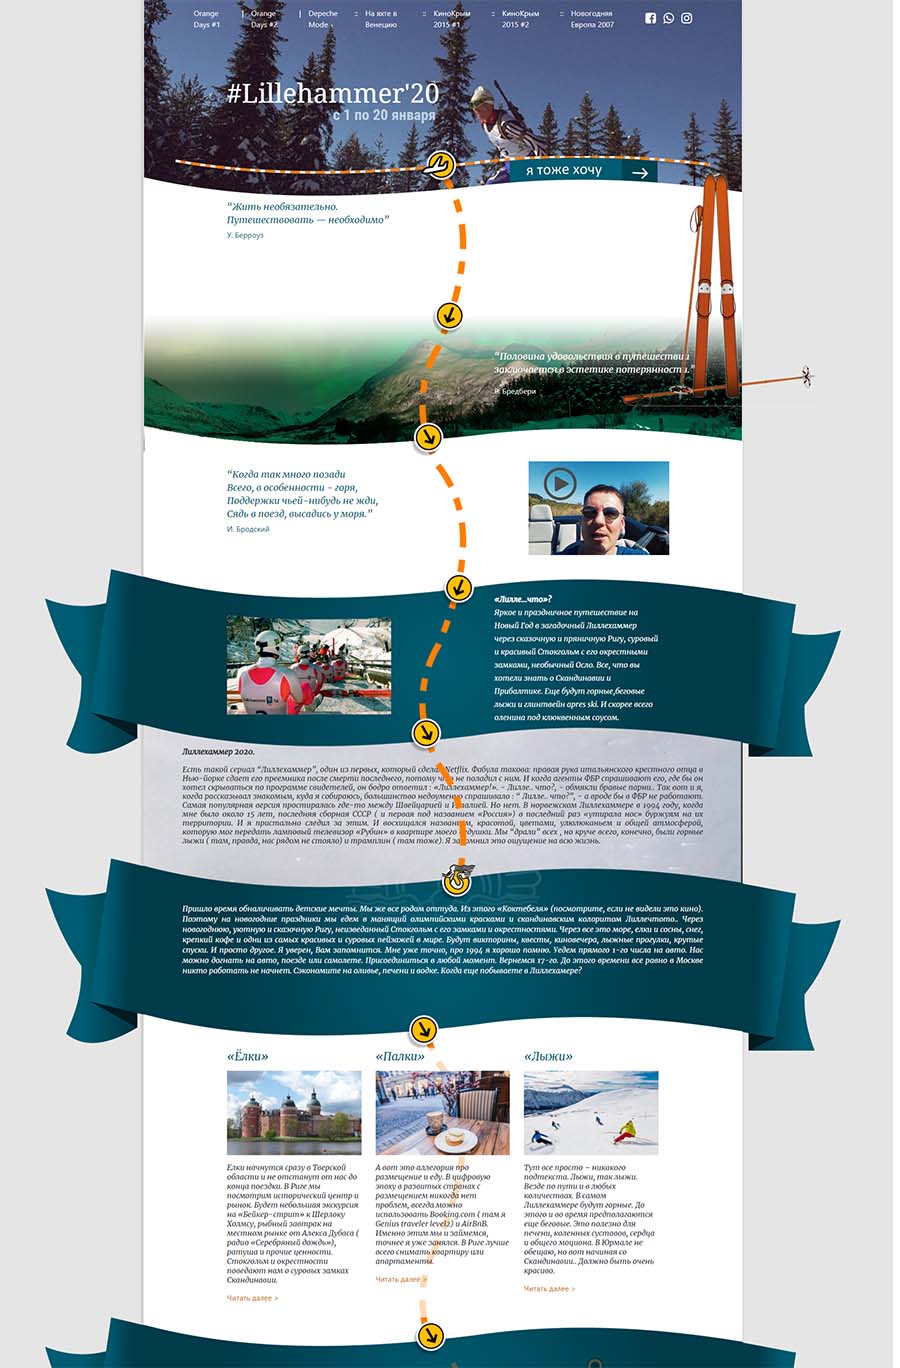 Orange
Days #1
Orange
Days #2
Depeche
Mode
На яхте в
Венецию
КиноКрым
2015 #1
КиноКрым
2015 #2
Новогодняя
Европа 2007
#Lillehammer'20
с 1 по 20 января
я тоже хочу
“Жить необязательно.
Путешествовать — необходимо”
У. Берроуз
“Половина удовольствия в путешествии
заключается в эстетике потерянности.”
Р. Бредбери
“Когда так много позади
Всего, в особенности - горя,
Поддержки чьей-нибудь не жди,
Сядь в поезд, высадись у моря.”
И. Бродский
«Лилле...что»?
Яркое и праздничное путешествие на
Новый Год в загадочный Лиллехаммер
через сказочную и пряничную Ригу, суровый
и красивый Стокгольм с его окрестными
замками, необычный Осло. Все, что вы
хотели знать о Скандинавии и
Прибалтике. Еще будут горные,беговые
лыжи и глинтвейн apres ski. И скорее всего
оленина под клюквенным соусом.
Лиллехаммер 2020.
Есть такой сериал “Лиллехаммер”, один из первых, который сделал Netflix. Фабула такова: правая рука итальянского крестного отца в
Нью-йорке сдает его преемника после смерти последнего, потому что не поладил с ним. И когда агенты ФБР спрашивают его, где бы он
хотел скрываться по программе свидетелей, он бодро ответил : «Лиллехаммер!». - Лилле.. что?, - обмякли бравые парни.. Так вот и я,
когда рассказывал знакомым, куда я собираюсь, большинство недоуменно спрашивало : “ Лилле.. что?”, - а вроде бы в ФБР не работают.
Самая популярная версия простиралась где-то между Швейцарией и Италией. Но нет. В норвежском Лиллехаммере в 1994 году, когда
мне было около 15 лет, последняя сборная СССР ( и первая под названием «Россия») в последний раз «утирала нос» буржуям на их
территории. И я пристально следил за этим. И восхищался названием, красотой, цветами, улюлюканьем и общей атмосферой,
которую мог передать ламповый телевизор «Рубин» в квартире моего дедушки. Мы “драли” всех , но круче всего, конечно, были горные
лыжи ( там, правда, нас рядом не стояло) и трамплин ( там тоже). Я запомнил это ощущение на всю жизнь.
Пришло время обналичивать детские мечты. Мы же все родом оттуда. Из этого «Коктебеля» (посмотрите, если не видели это кино).
Поэтому на новогодние праздники мы едем в манящий олимпийскими красками и скандинавским колоритом Лиллечтото.. Через
новогоднюю, уютную и сказочную Ригу, неизведанный Стокгольм с его замками и окрестностями. Через все это море, елки и сосны, снег,
крепкий кофе и одни из самых красивых и суровых пейзажей в мире. Будут викторины, квесты, киновечера, лыжные прогулки, крутые
спуски. И просто другое. Я уверен, Вам запомнится. Мне уже точно, про 1994 я хорошо помню. Уедем прямого 1-го числа на авто. Нас
можно догнать на авто, поезде или самолете. Присоединиться в любой момент. Вернемся 17-го. До этого времени все равно в Москве
никто работать не начнет. Сэкономите на оливье, печени и водке. Когда еще побываете в Лиллехамере?
«Ёлки»
Елки начнутся сразу в Тверской
области и не отстанут от нас до
конца поездки. В Риге мы
посмотрим исторический центр и
рынок. Будет небольшая экскурсия
на «Бейкер-стрит» к Шерлоку
Холмсу, рыбный завтрак на
местном рынке от Алекса Дубаса (
радио «Серебряный дождь»),
ратуша и прочие ценности.
Стокгольм и окрестности
поведают нам о суровых замках
Скандинавии.
Читать далее >
«Палки»
А вот это аллегория про
размещение и еду. В цифровую
эпоху в развитых странах с
размещением никогда нет
проблем, всегда можно
использовать Booking.com ( там я
Genius traveler level2) и AirBnB.
Именно этим мы и займемся,
точнее я уже занялся. В Риге лучше
всего снимать квартиру или
апартаменты.
Читать далее >
«Лыжи»
Тут все просто – никакого
подтекста. Лыжи, так лыжи.
Везде по пути и в любых
количествах. В самом
Лиллехаммере будут горные. До
этого и во время предполагаются
еще беговые. Это полезно для
печени, коленных суставов, сердца
и общего моциона. В Юрмале не
обещаю, но вот начиная со
Скандинавии.. Должно быть очень
красиво.
Читать далее >